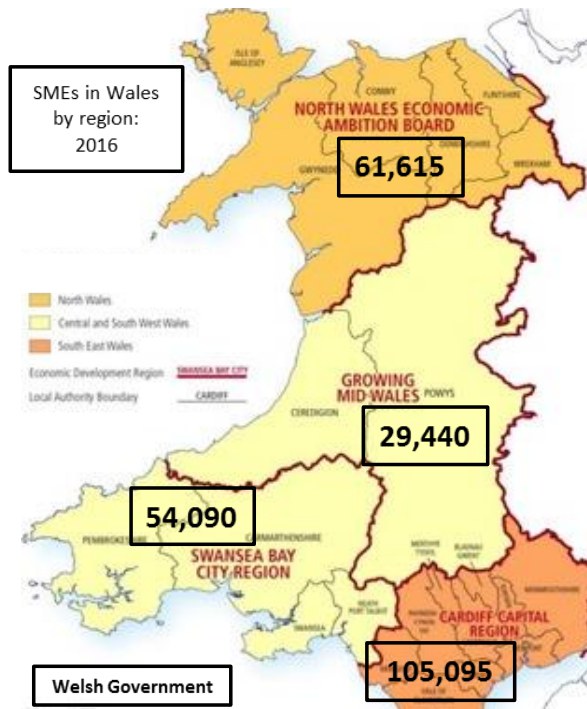 SMEs in Wales
by region:
2016
ISLE OF
ANGLESEY
CONWY
FLINTSHIRE
NORTH WALES ECONOMIC
AMBITION BOARD
GWYNEDD
WREXHAM
61,615
North Wales
Central and South West Wales
South East Wales
Economic Development Region
SWANSEA BAY CITY
Local Authority Boundary
CARDIFF
GROWING
MID WALES
POWYS
CEREDIGION
29,440
54,090
PEMBROKESHIRE
CARMARTHENSHIRE
SWANSEA BAY
CITY REGION
MERTHYR
TYDFIL
BLAENAU
GWENT
MONMOUTHSHIRE
NEATH
PORT TALBOT
SWANSEA
CARDIFF CAPITAL
REGION
105,095
Welsh Government